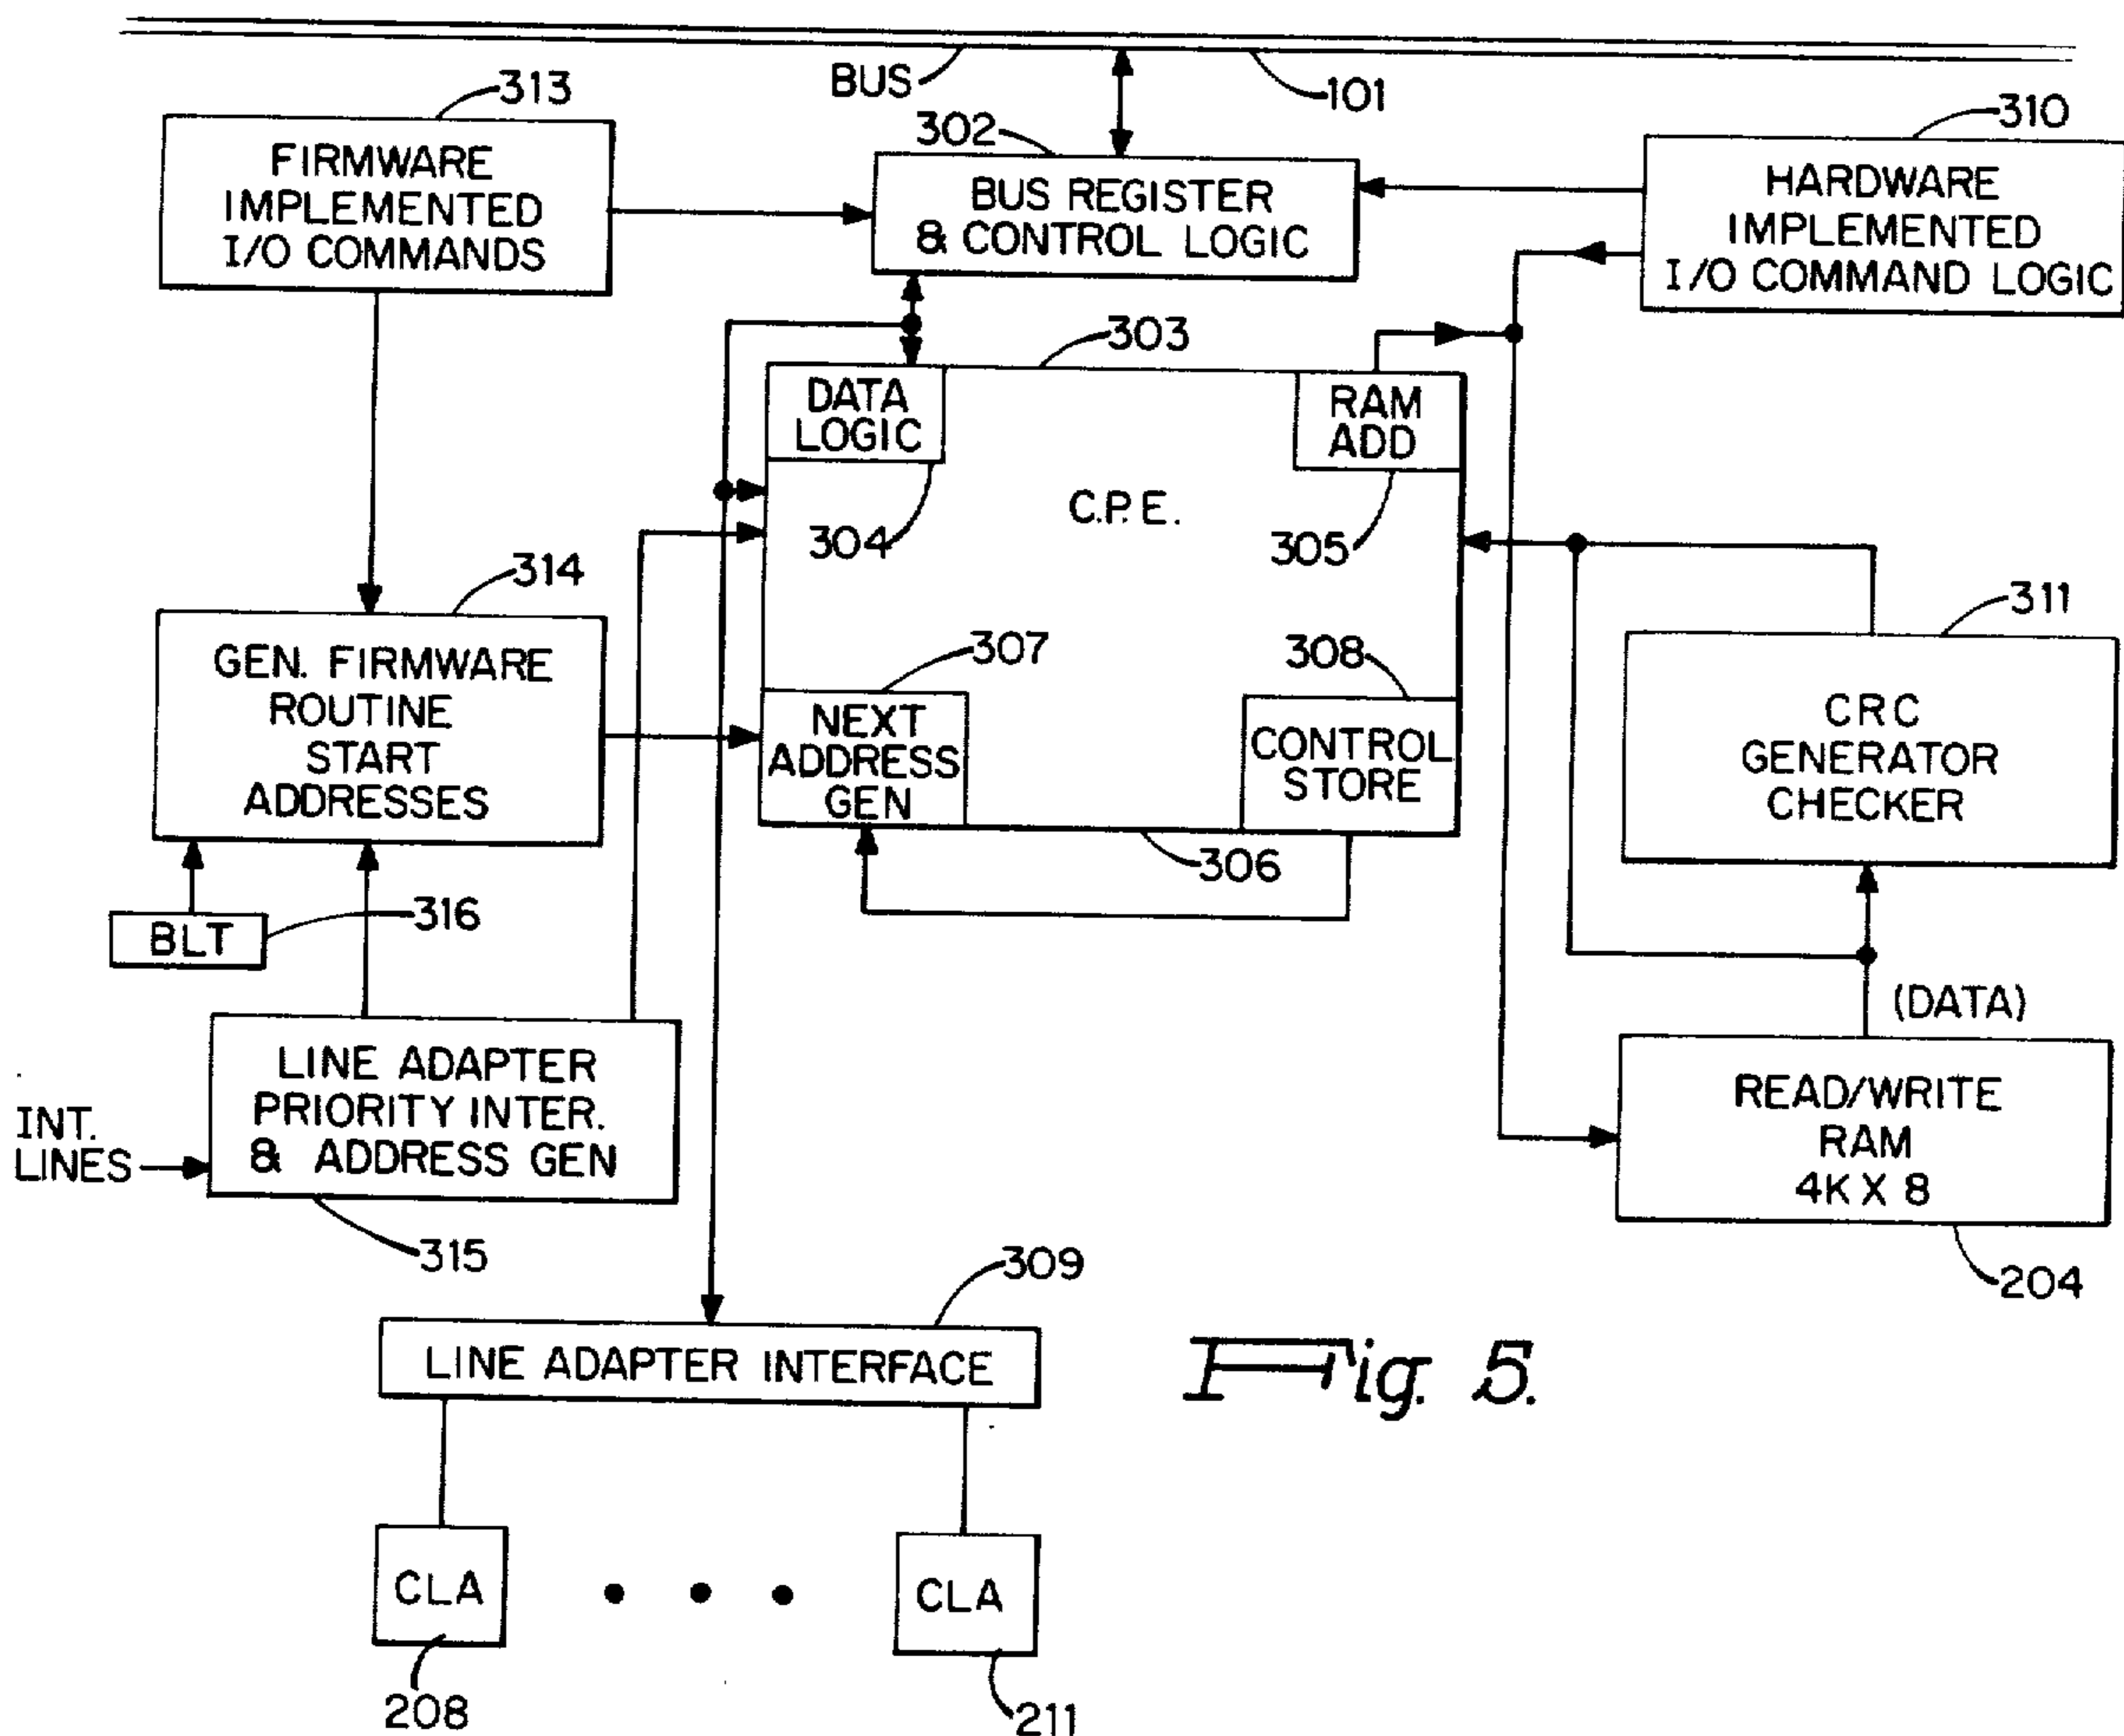 BUS
101
313
302
310
FIRMWARE
IMPLEMENTED
I/O COMMANDS
BUS REGISTER
& CONTROL LOGIC
HARDWARE
IMPLEMENTED
I/O COMMAND LOGIC
303
DATA
LOGIC
RAM
ADD
C.P.E.
304
305
314
311
GEN. FIRMWARE
ROUTINE
START
ADDRESSES
307
308
NEXT
ADDRESS
GEN
CONTROL
STORE
CRC
GENERATOR
CHECKER
306
316
BLT
(DATA)
LINE ADAPTER
PRIORITY INTER.
& ADDRESS GEN
INT.
LINES
READ/WRITE
RAM
4K X 8
315
309
204
LINE ADAPTER INTERFACE
Fig. 5.
CLA
CLA
208
211